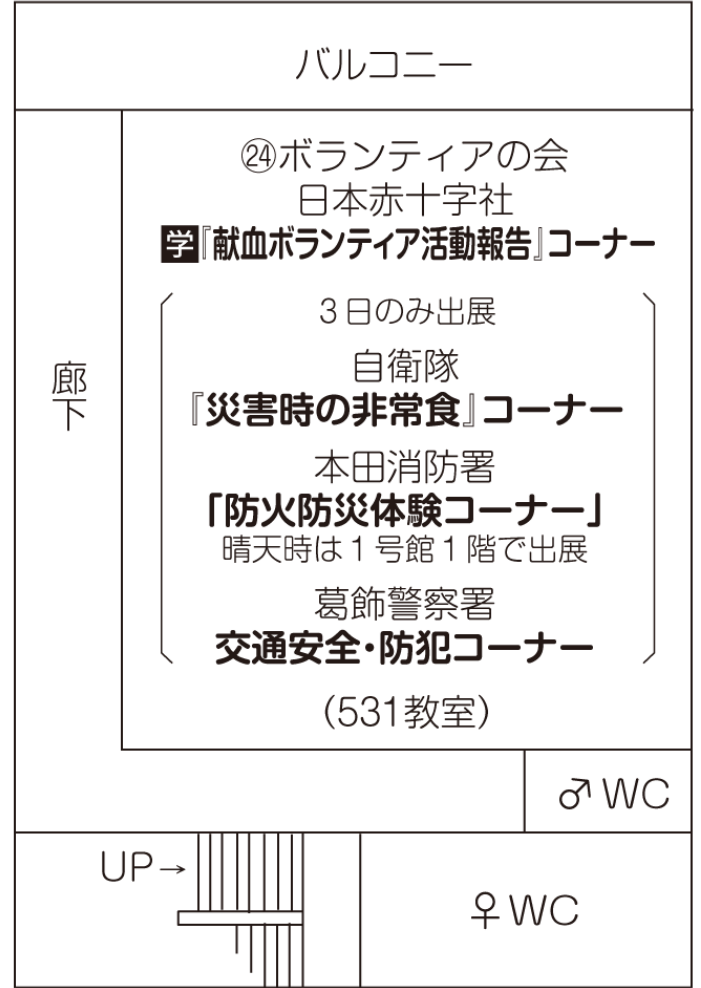 バルコニー
㉔ボランティアの会
日本赤十字社
学『献血ボランティア活動報告』コーナー
3日のみ出展
自衛隊
『災害時の非常食』コーナー
本田消防署
「防火防災体験コーナー」
晴天時は1号館1階で出展
葛飾警察署
交通安全・防犯コーナー
(531教室)
廊下
♂WC
UP→
♀WC